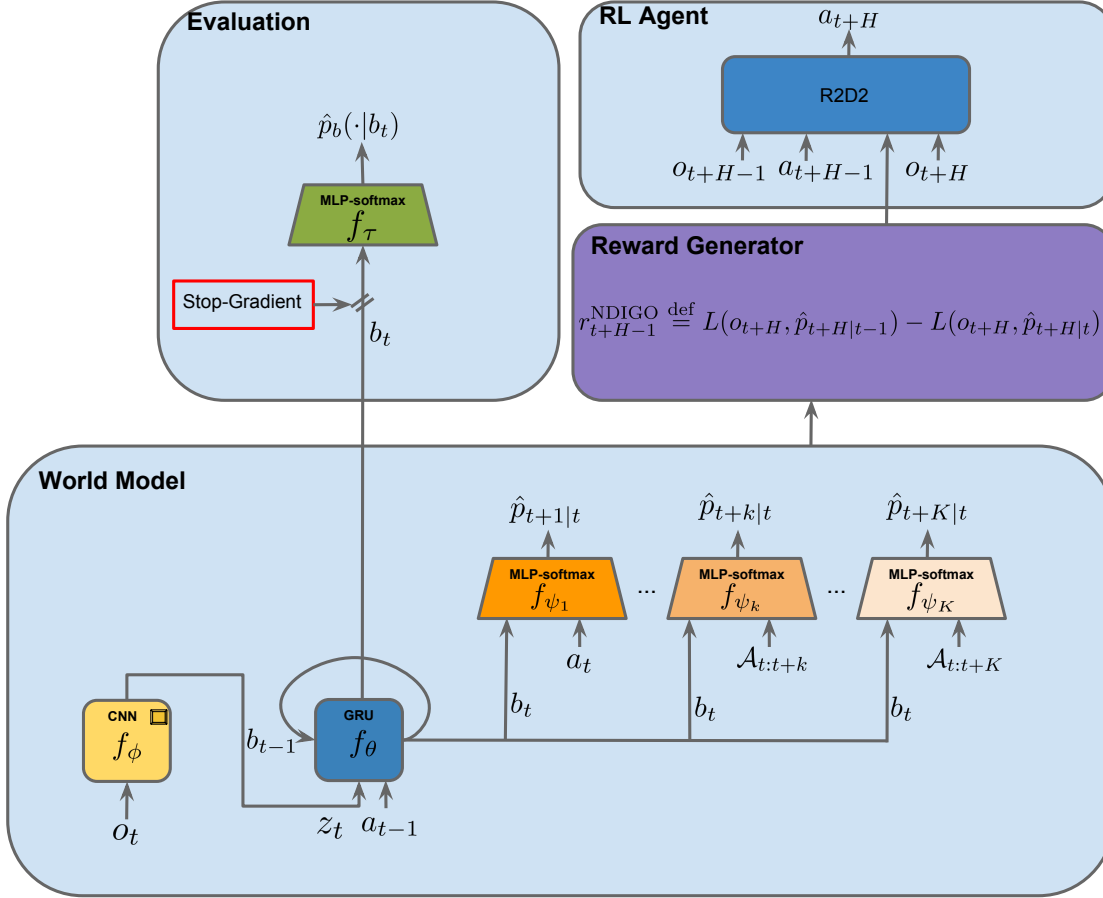 Evaluation
p̂_b(·|b_t)
MLP-softmax
f_τ
Stop-Gradient
b_t
RL Agent
a_{t+H}
R2D2
o_{t+H−1} a_{t+H−1} o_{t+H}
Reward Generator
r^{NDIGO}_{t+H−1} def= L(o_{t+H}, p̂_{t+H|t−1}) − L(o_{t+H}, p̂_{t+H|t})
World Model
p̂_{t+1|t} p̂_{t+k|t} p̂_{t+K|t}
MLP-softmax MLP-softmax MLP-softmax
f_{ψ_1} ... f_{ψ_k} ... f_{ψ_K}
a_t 𝒜_{t:t+k} 𝒜_{t:t+K}
b_t b_t b_t
CNN
f_ϕ
o_t
b_{t−1}
GRU
f_θ
z_t a_{t−1}